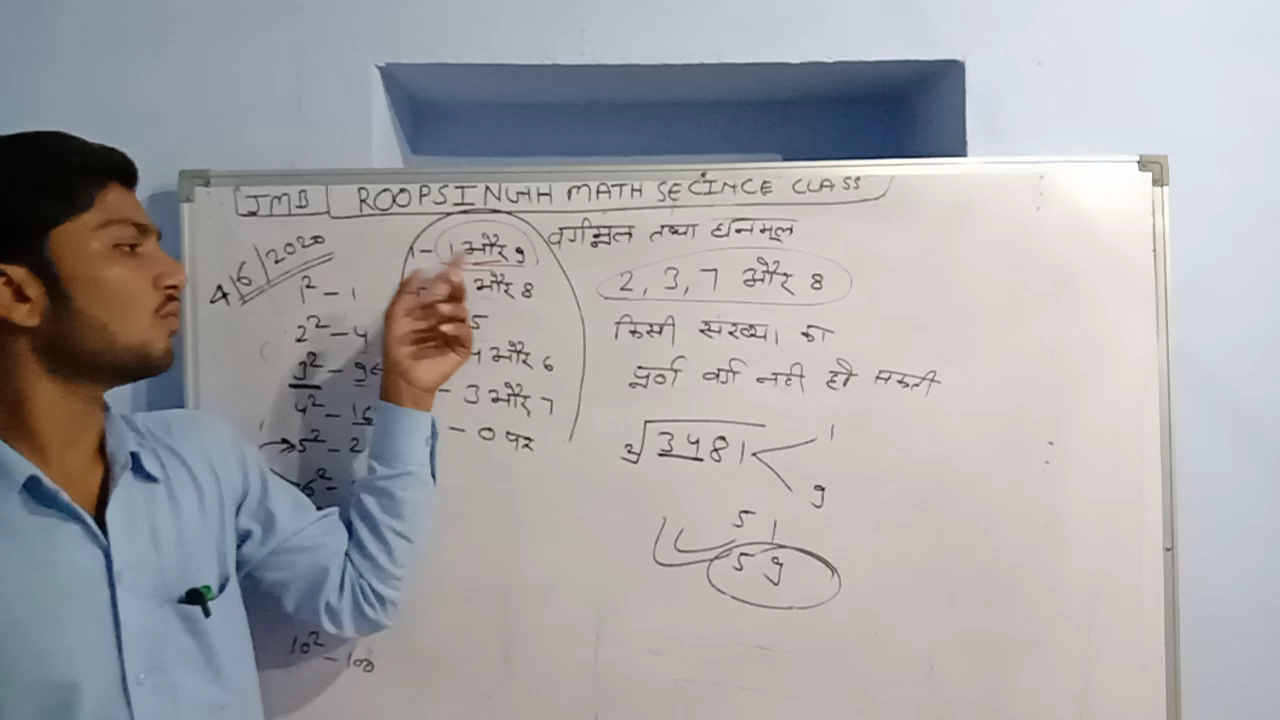 JMB ROOPSINGH MATH SECINCE CLASS
4/6/2020
वर्गमूल तथा घनमूल
1² - 1
2² - 4
3² - 9
4² - 16
5² - 2
6² -
10² - 100
1 - 1 और 9
और 8
5
4 और 6
- 3 और 7
- 0 पर
2, 3, 7 और 8
किसी संख्या का
पूर्ण वर्ग नही हो सकती
2√3481 < 1
9
51
59